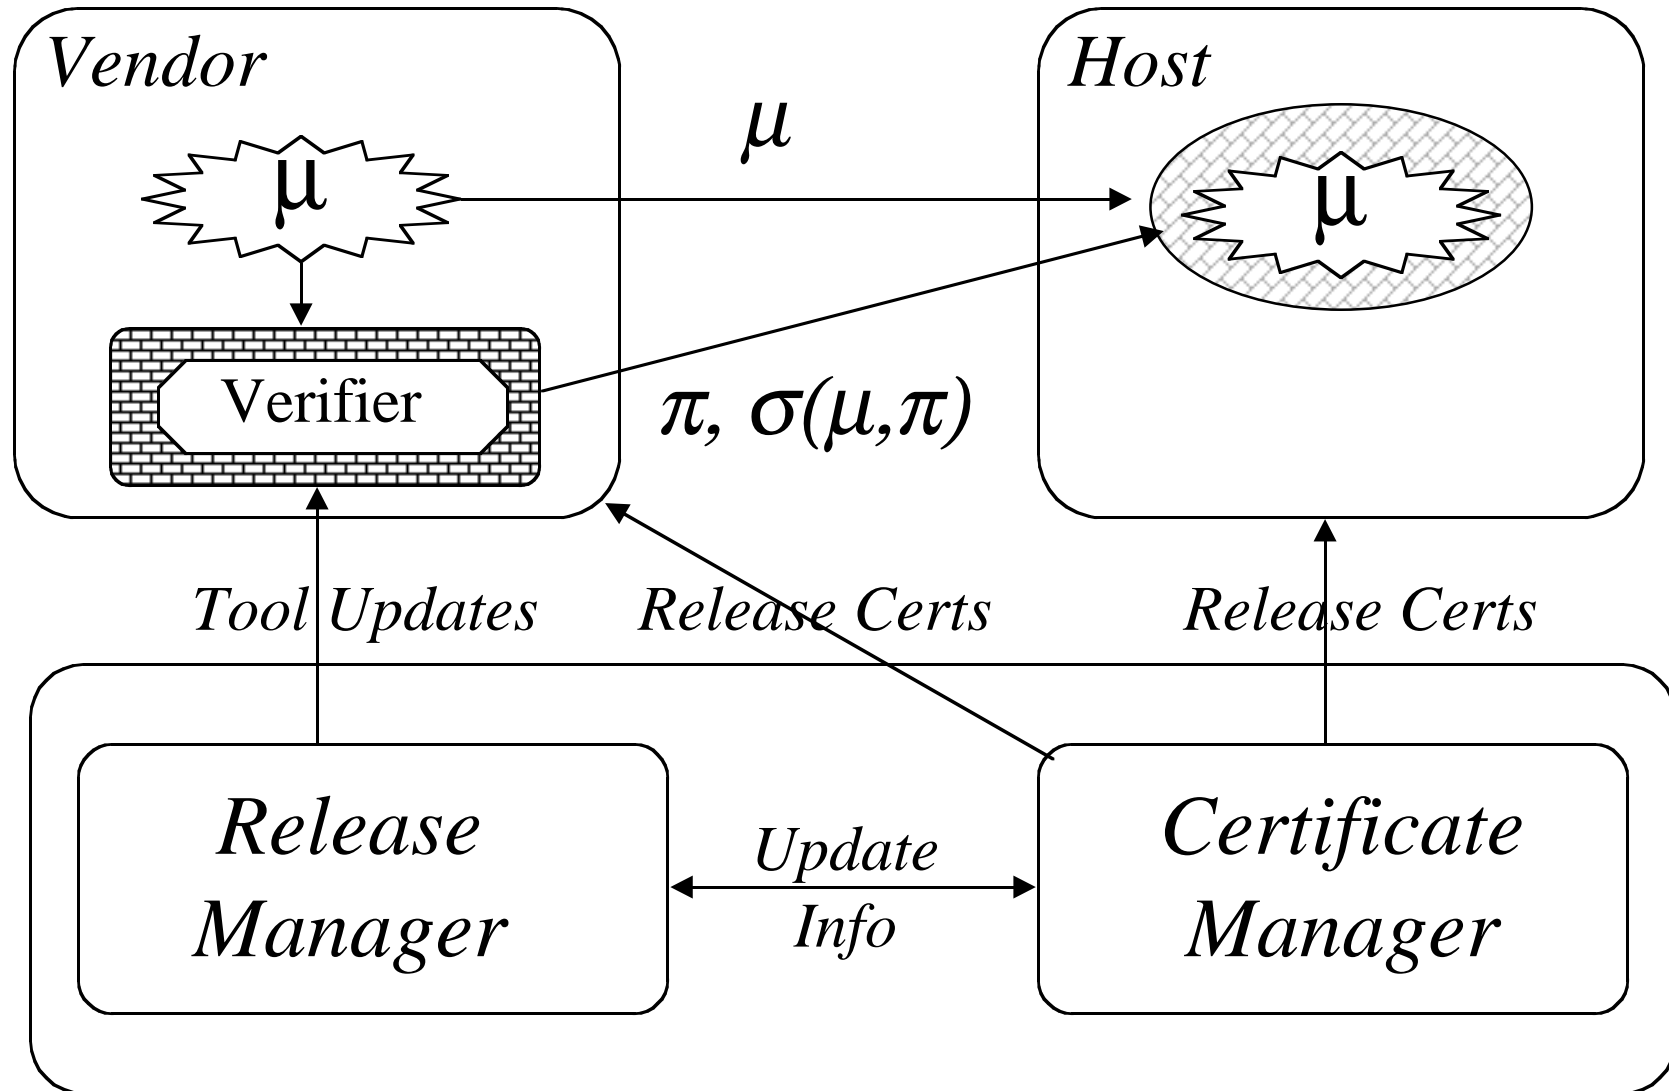 Vendor
Host
μ
μ
μ
Verifier
π, σ(μ,π)
Tool Updates
Release Certs
Release Certs
Release
Manager
Update
Info
Certificate
Manager